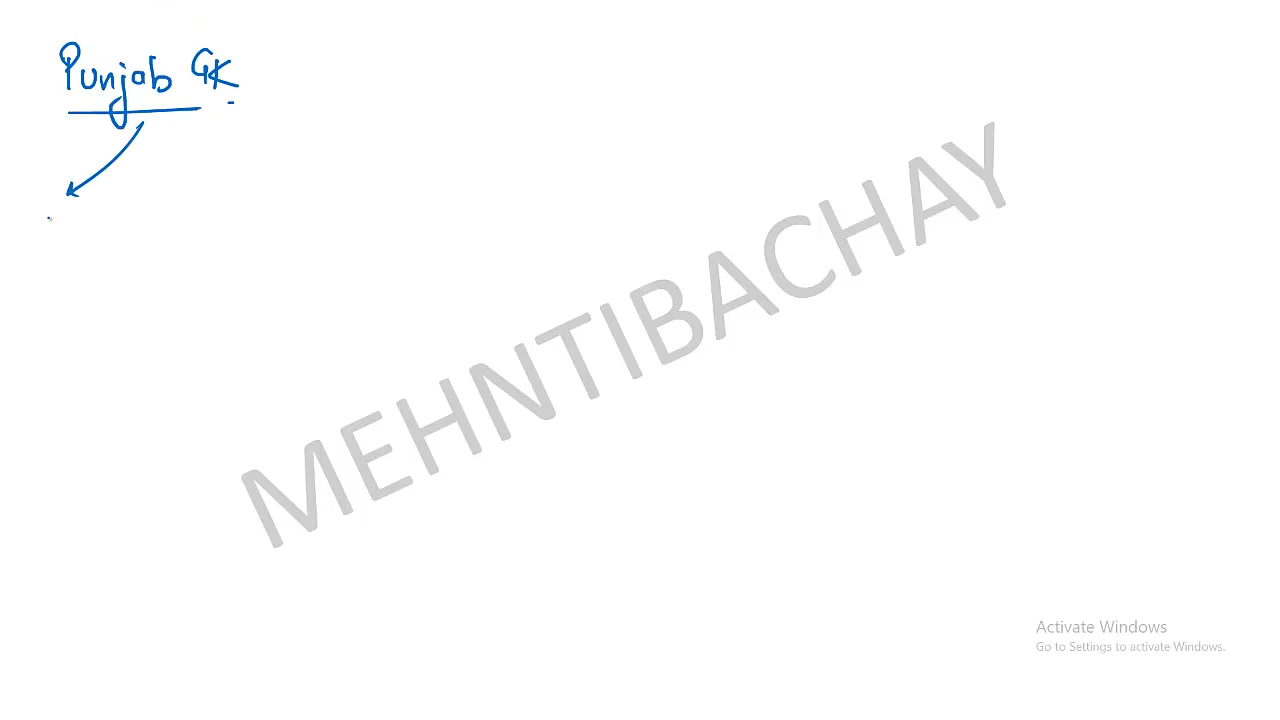 Punjab GK
MEHNTIBACHAY
Activate Windows
Go to Settings to activate Windows.